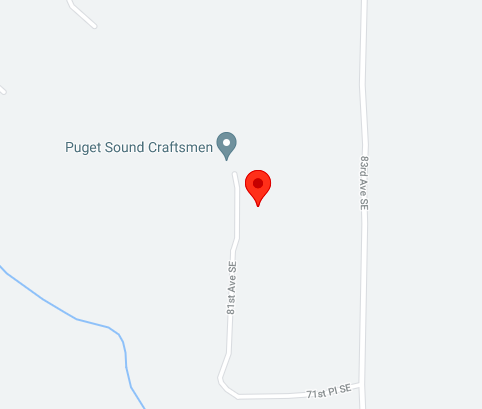 Puget Sound Craftsmen
83rd Ave SE
81st Ave SE
71st Pl SE